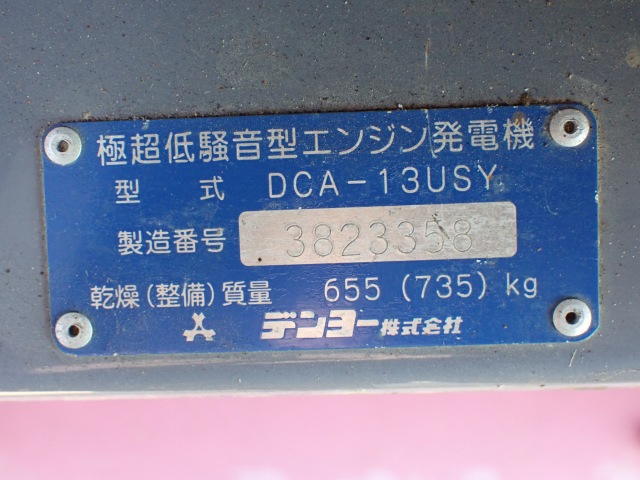 極超低騒音型エンジン発電機
型式 DCA-13USY
製造番号 3823358
乾燥(整備)質量 655(735)kg
デンヨー株式会社